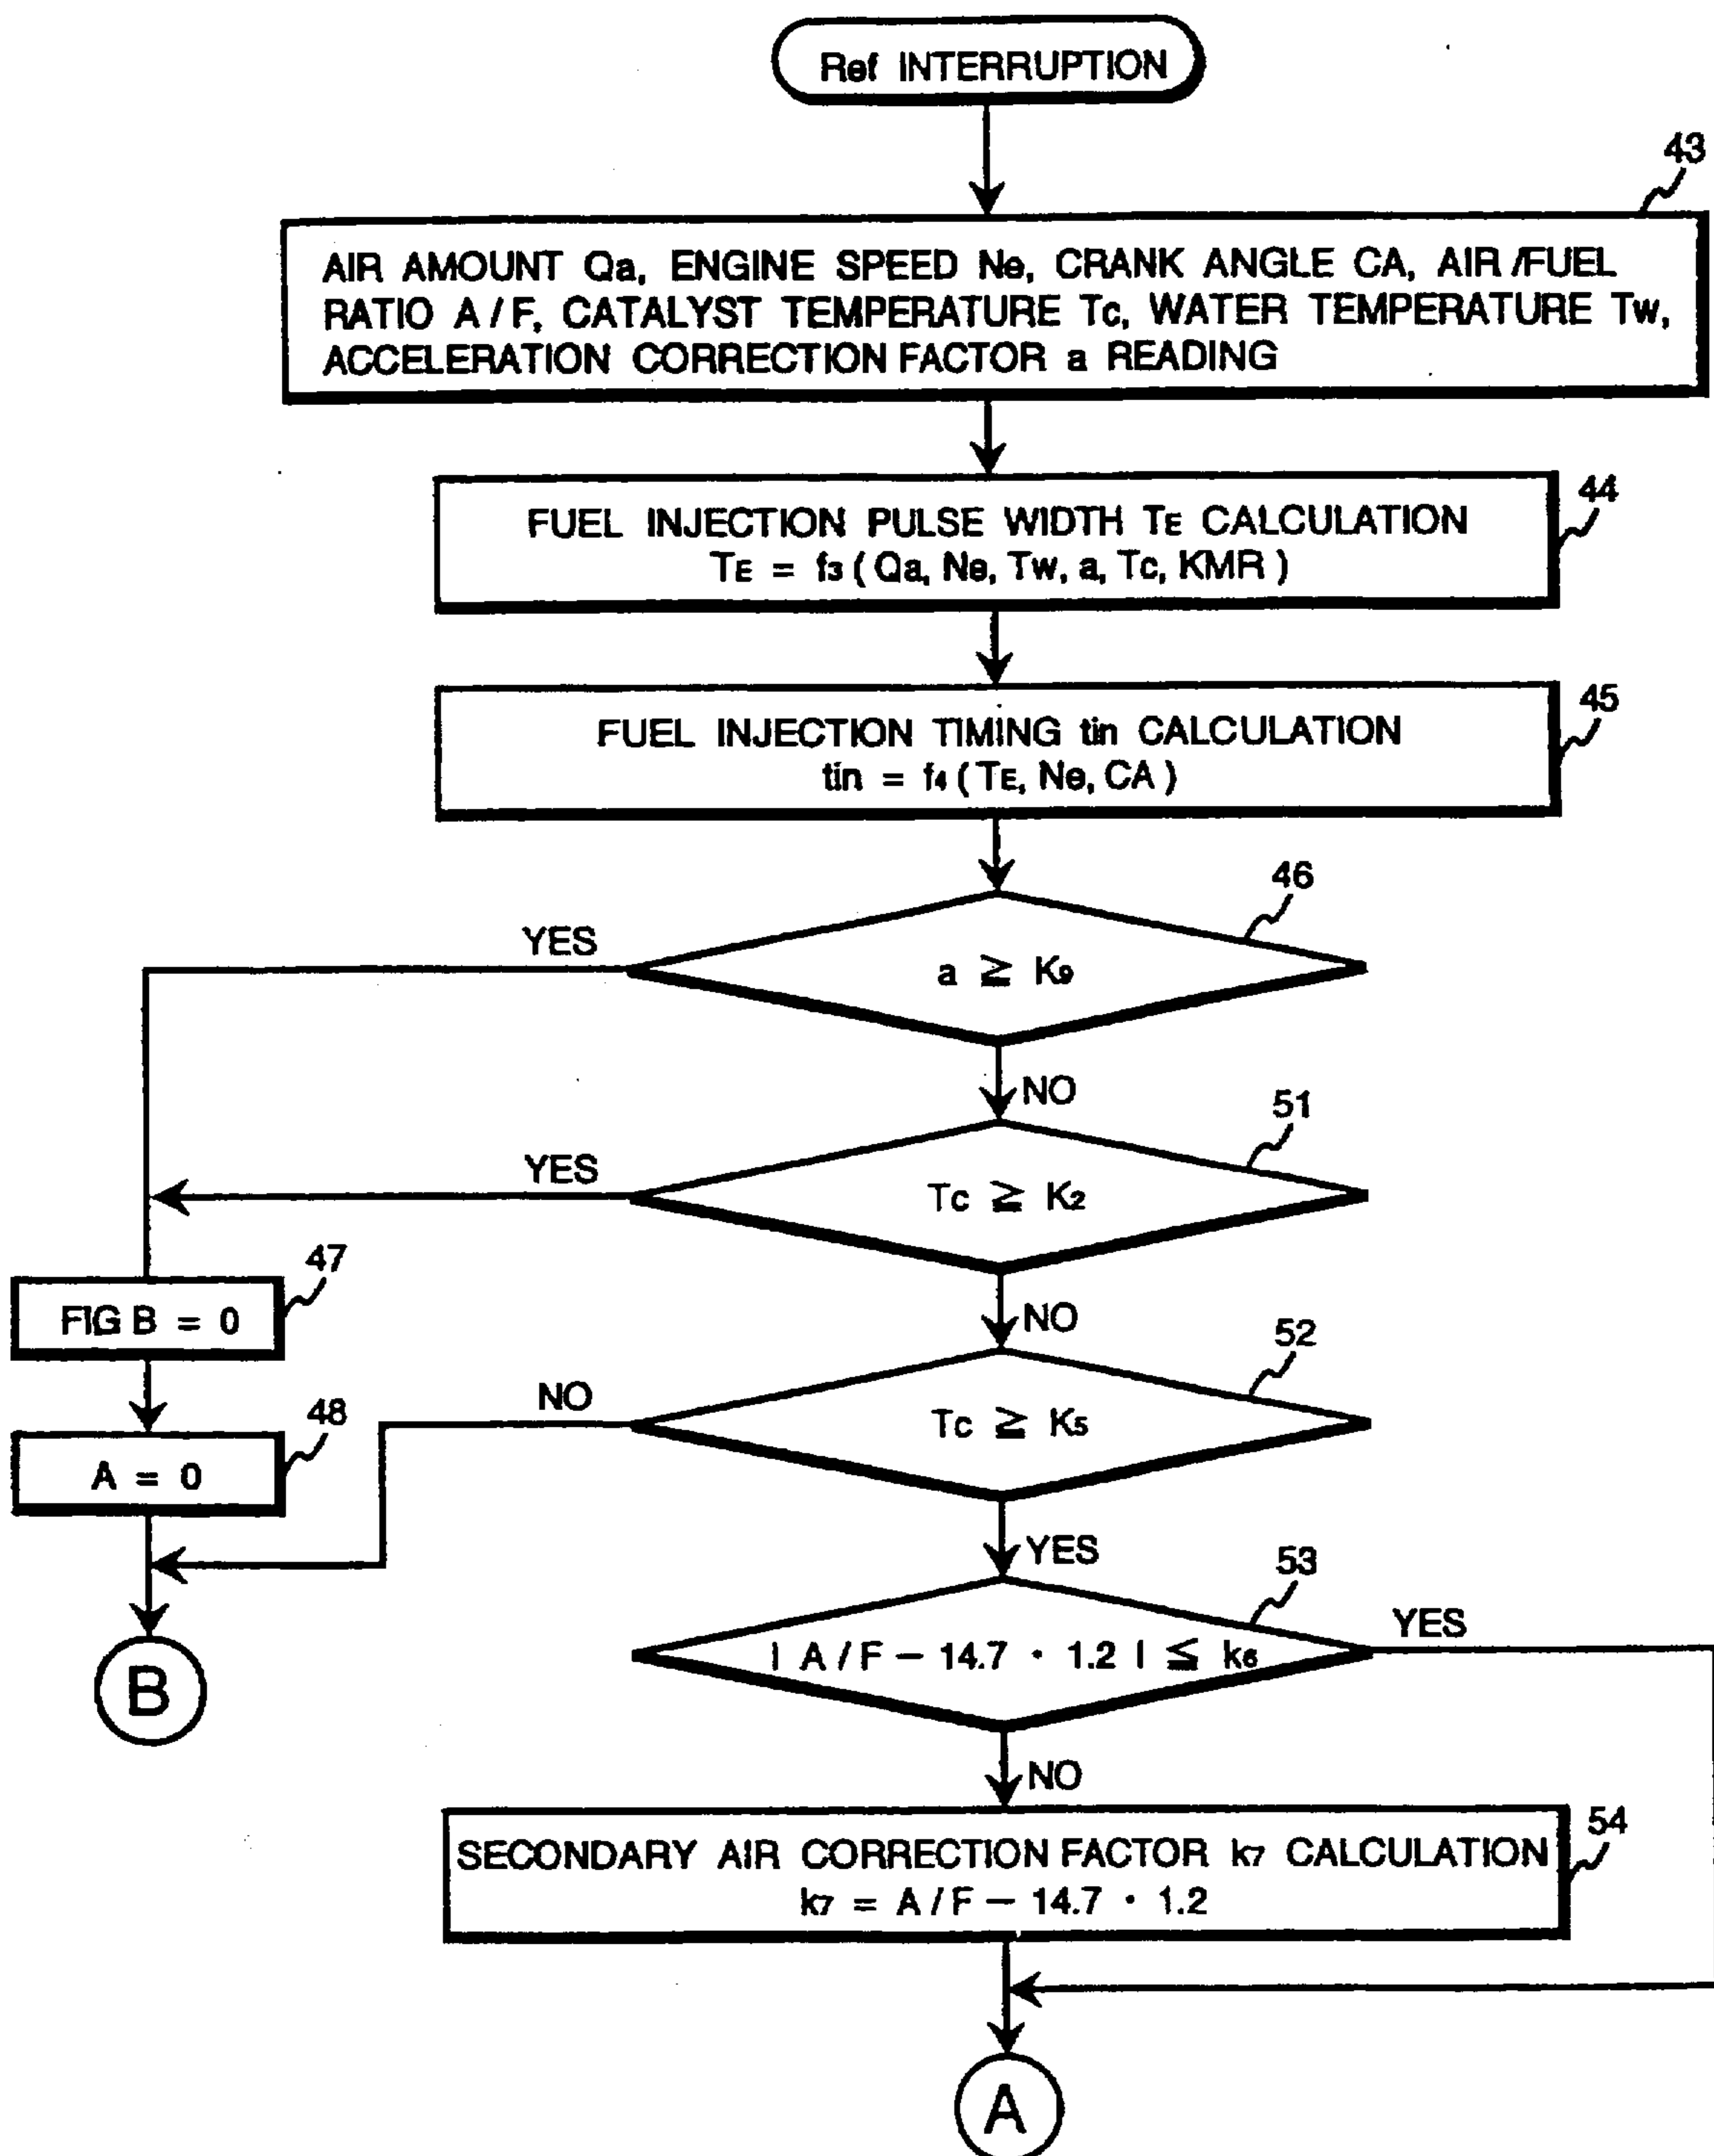 Ref INTERRUPTION
43
AIR AMOUNT Qa, ENGINE SPEED Ne, CRANK ANGLE CA, AIR/FUEL
RATIO A/F, CATALYST TEMPERATURE Tc, WATER TEMPERATURE Tw,
ACCELERATION CORRECTION FACTOR a READING
44
FUEL INJECTION PULSE WIDTH TE CALCULATION
TE = f3 (Qa, Ne, Tw, a, Tc, KMR)
45
FUEL INJECTION TIMING tin CALCULATION
tin = f4 (TE, Ne, CA)
46
YES
a ≧ K9
NO
51
YES
Tc ≧ K2
47
NO
FIG B = 0
52
NO
48
Tc ≧ K5
A = 0
YES
53
YES
| A/F − 14.7 · 1.2 | ≦ k6
B
NO
54
SECONDARY AIR CORRECTION FACTOR k7 CALCULATION
k7 = A/F − 14.7 · 1.2
A